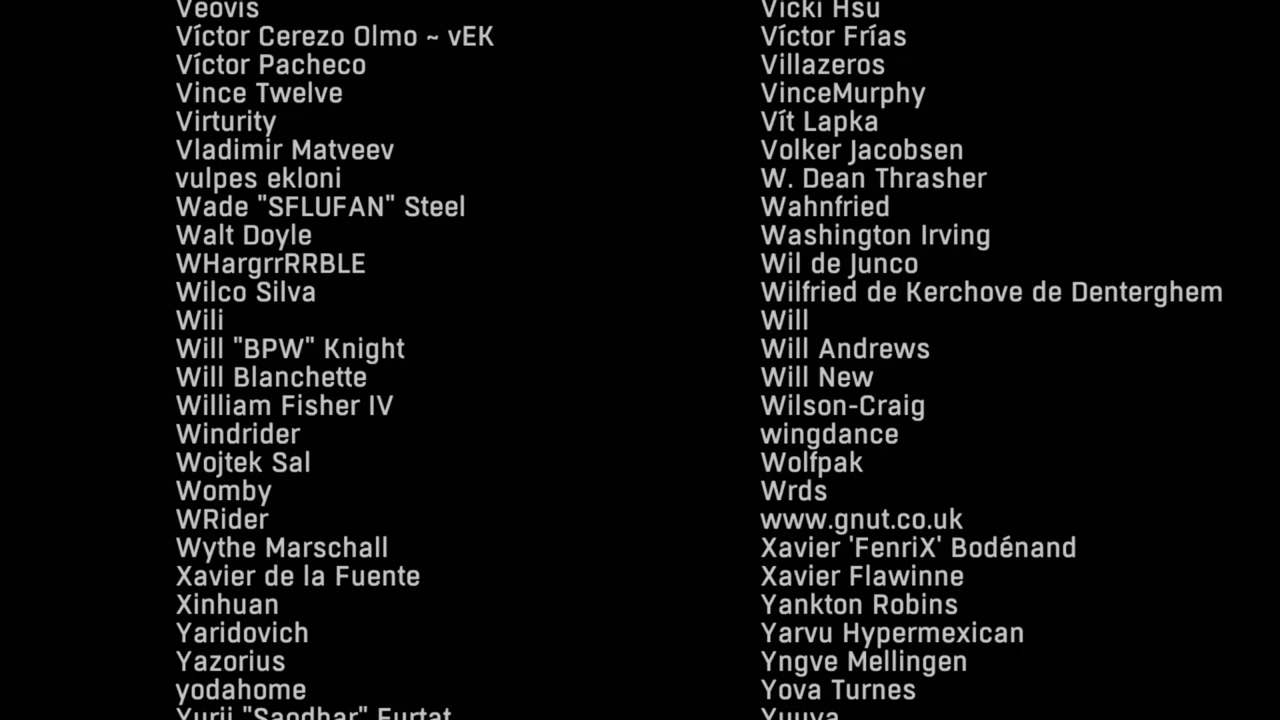 Veovis
Víctor Cerezo Olmo ~ vEK
Víctor Pacheco
Vince Twelve
Virturity
Vladimir Matveev
vulpes ekloni
Wade "SFLUFAN" Steel
Walt Doyle
WHargrrRRBLE
Wilco Silva
Wili
Will "BPW" Knight
Will Blanchette
William Fisher IV
Windrider
Wojtek Sal
Womby
WRider
Wythe Marschall
Xavier de la Fuente
Xinhuan
Yaridovich
Yazorius
yodahome
Yurii "Saodhar" Furtat
Vicki Hsu
Víctor Frías
Villazeros
VinceMurphy
Vít Lapka
Volker Jacobsen
W. Dean Thrasher
Wahnfried
Washington Irving
Wil de Junco
Wilfried de Kerchove de Denterghem
Will
Will Andrews
Will New
Wilson-Craig
wingdance
Wolfpak
Wrds
www.gnut.co.uk
Xavier 'FenriX' Bodénand
Xavier Flawinne
Yankton Robins
Yarvu Hypermexican
Yngve Mellingen
Yova Turnes